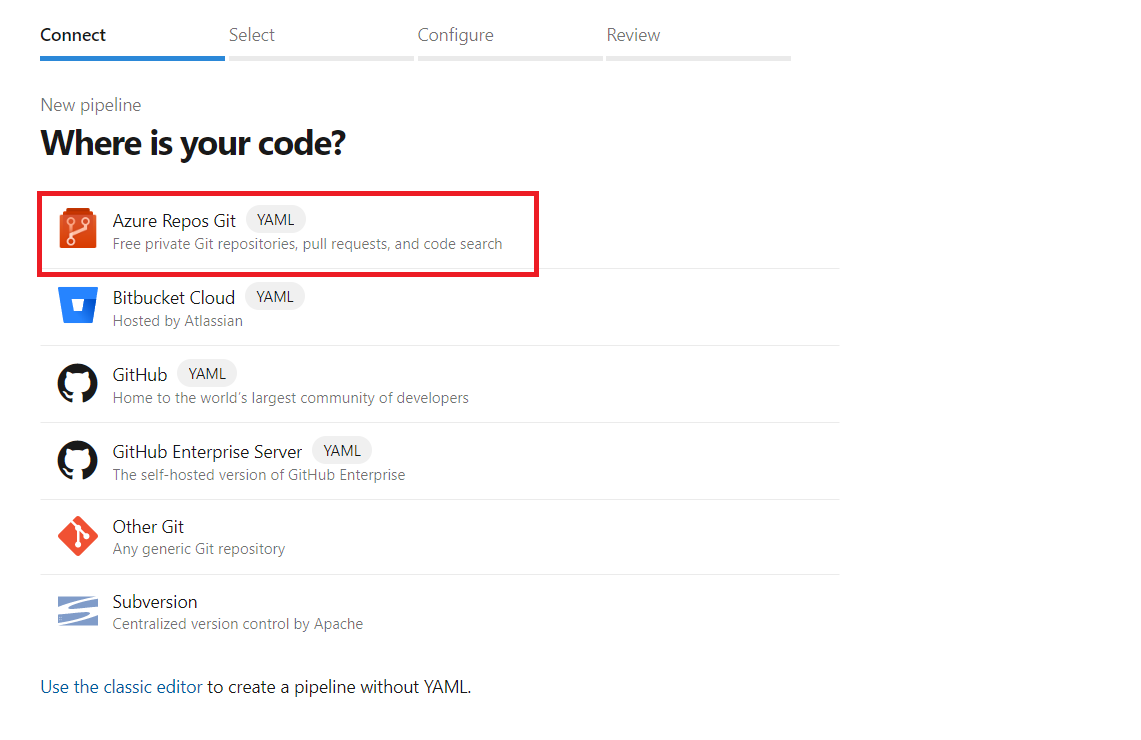 Connect Select Configure Review
New pipeline
Where is your code?
Azure Repos Git YAML
Free private Git repositories, pull requests, and code search
Bitbucket Cloud YAML
Hosted by Atlassian
GitHub YAML
Home to the world's largest community of developers
GitHub Enterprise Server YAML
The self-hosted version of GitHub Enterprise
Other Git
Any generic Git repository
Subversion
Centralized version control by Apache
Use the classic editor to create a pipeline without YAML.